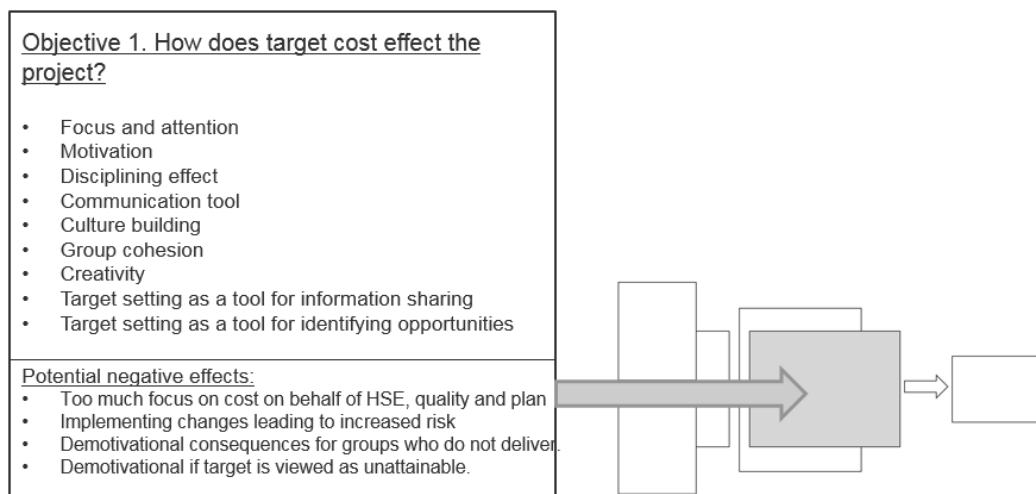 Objective 1. How does target cost effect the
project?
• Focus and attention
• Motivation
• Disciplining effect
• Communication tool
• Culture building
• Group cohesion
• Creativity
• Target setting as a tool for information sharing
• Target setting as a tool for identifying opportunities
Potential negative effects:
• Too much focus on cost on behalf of HSE, quality and plan
• Implementing changes leading to increased risk
• Demotivational consequences for groups who do not deliver.
• Demotivational if target is viewed as unattainable.